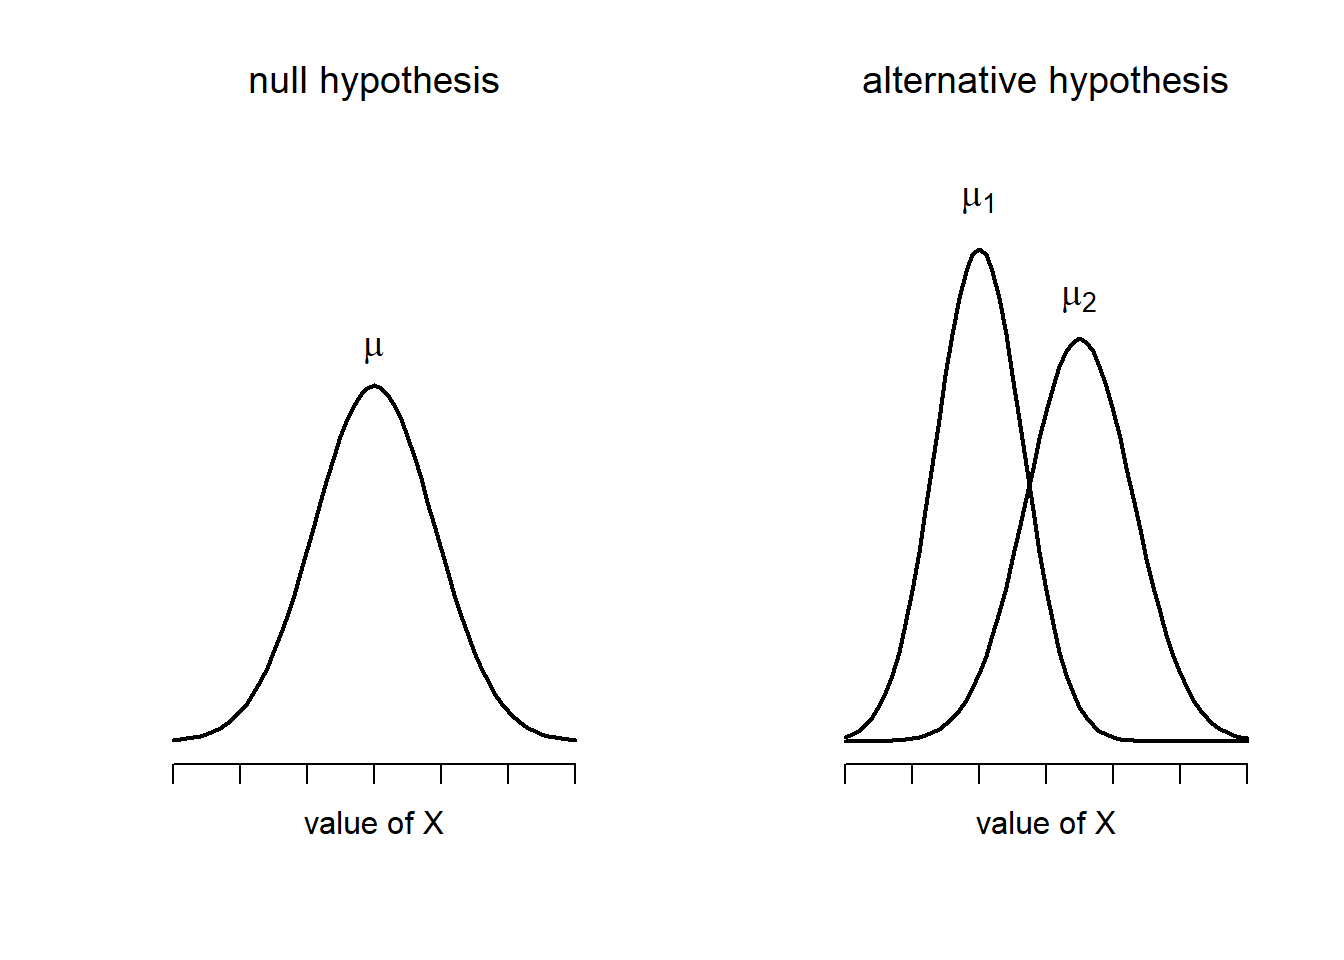 null hypothesis
μ
value of X
alternative hypothesis
μ1
μ2
value of X